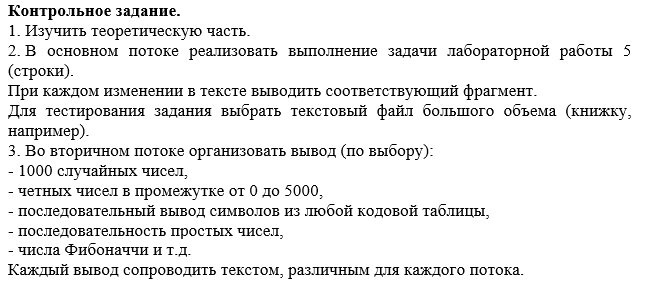 Контрольное задание.
1. Изучить теоретическую часть.
2. В основном потоке реализовать выполнение задачи лабораторной работы 5
(строки).
При каждом изменении в тексте выводить соответствующий фрагмент.
Для тестирования задания выбрать текстовый файл большого объема (книжку,
например).
3. Во вторичном потоке организовать вывод (по выбору):
- 1000 случайных чисел,
- четных чисел в промежутке от 0 до 5000,
- последовательный вывод символов из любой кодовой таблицы,
- последовательность простых чисел,
- числа Фибоначчи и т.д.
Каждый вывод сопроводить текстом, различным для каждого потока.